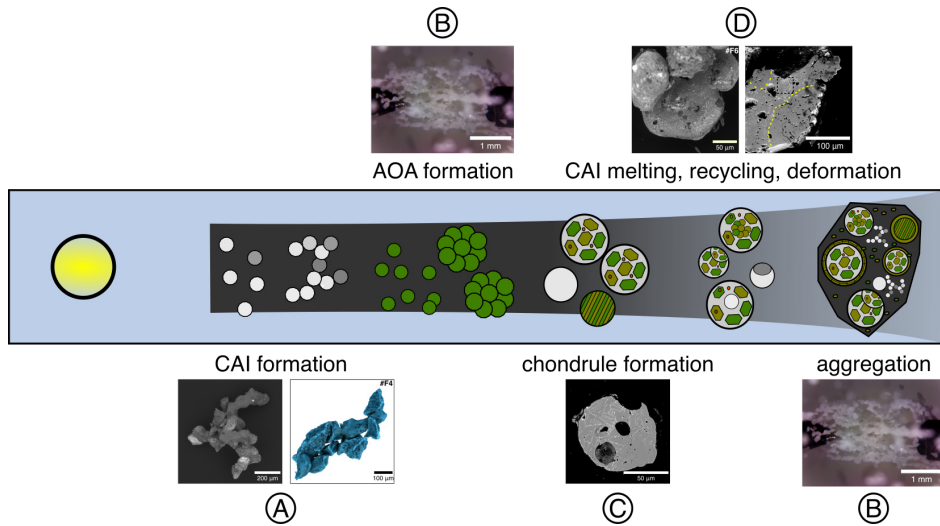 B
D
#F6
50 µm
100 µm
1 mm
AOA formation
CAI melting, recycling, deformation
CAI formation
chondrule formation
aggregation
#F4
200 µm
100 µm
50 µm
1 mm
A
C
B